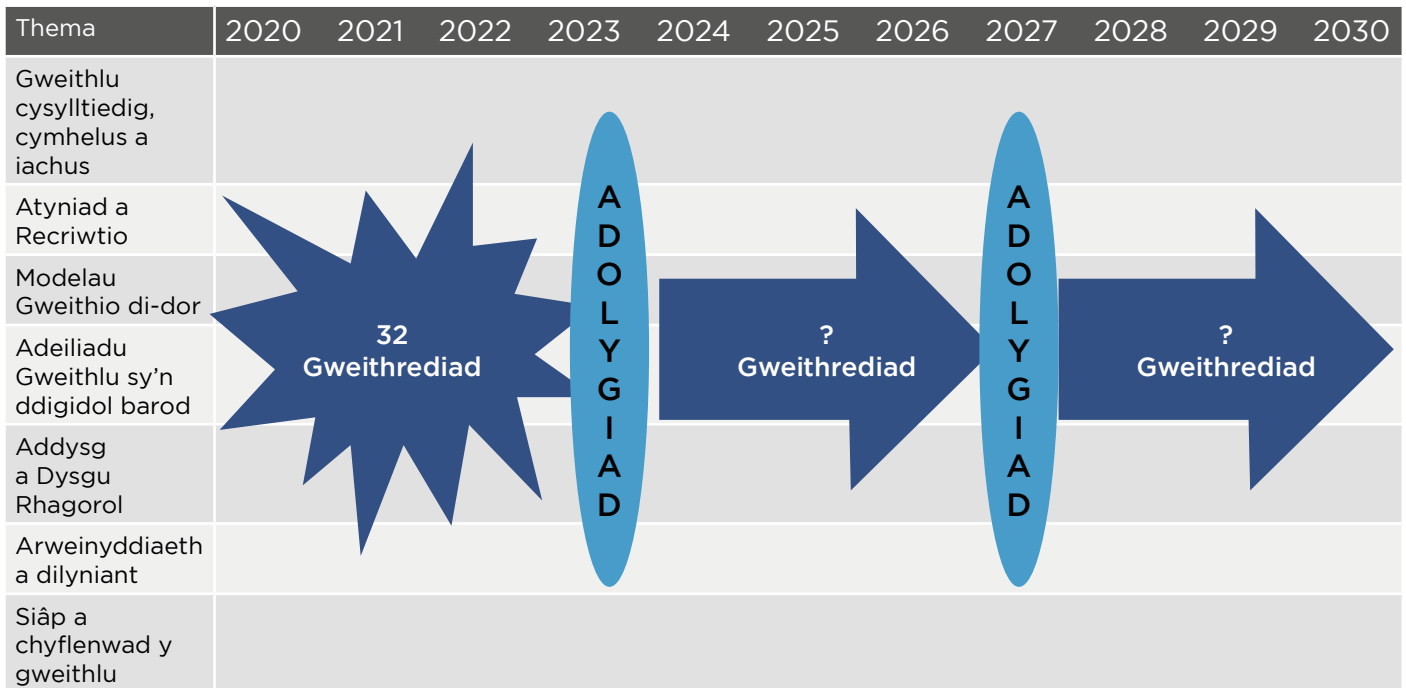 Thema 2020 2021 2022 2023 2024 2025 2026 2027 2028 2029 2030
Gweithlu
cysylltiedig,
cymhelus a
iachus
Atyniad a
Recriwtio
Modelau
Gweithio di-dor
Adeiliadu
Gweithlu sy'n
ddigidol barod
Addysg
a Dysgu
Rhagorol
Arweinyddiaeth
a dilyniant
Siâp a
chyflenwad y
gweithlu
32
Gweithrediad
ADOLYGIAD
?
Gweithrediad
ADOLYGIAD
?
Gweithrediad